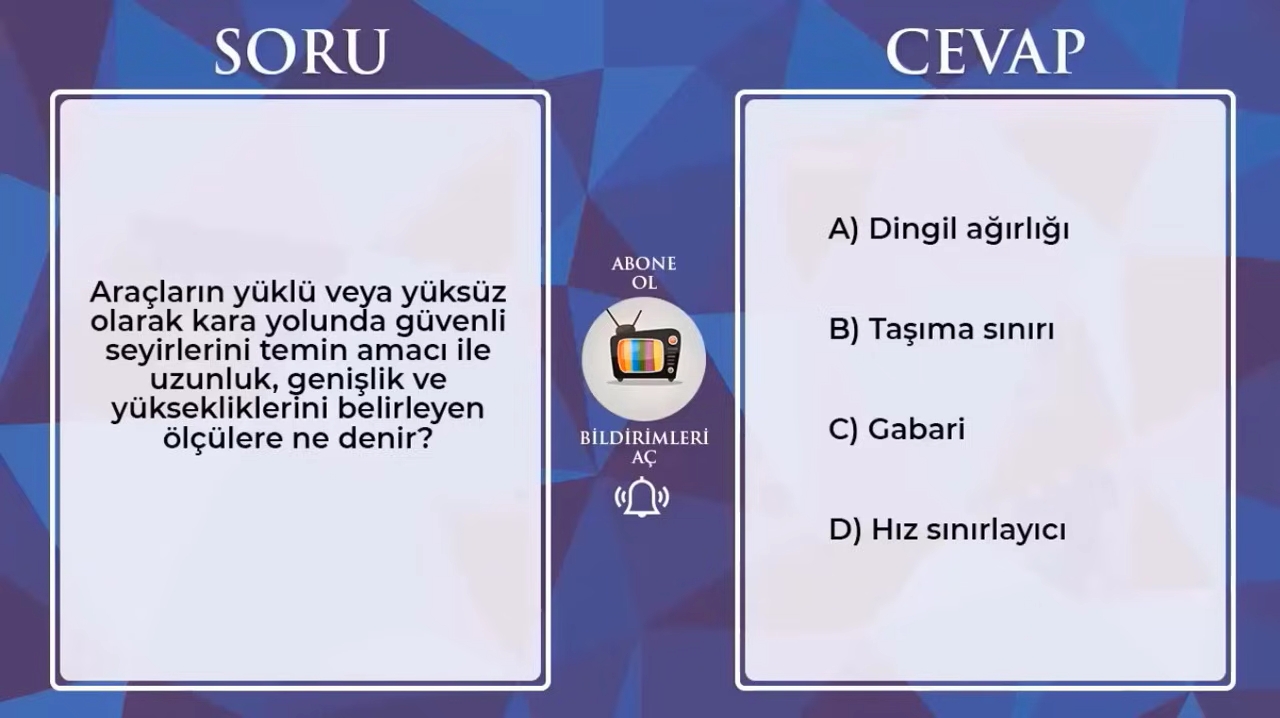 SORU
Araçların yüklü veya yüksüz
olarak kara yolunda güvenli
seyirlerini temin amacı ile
uzunluk, genişlik ve
yüksekliklerini belirleyen
ölçülere ne denir?
ABONE
OL
BİLDİRİMLERİ
AÇ
CEVAP
A) Dingil ağırlığı
B) Taşıma sınırı
C) Gabari
D) Hız sınırlayıcı